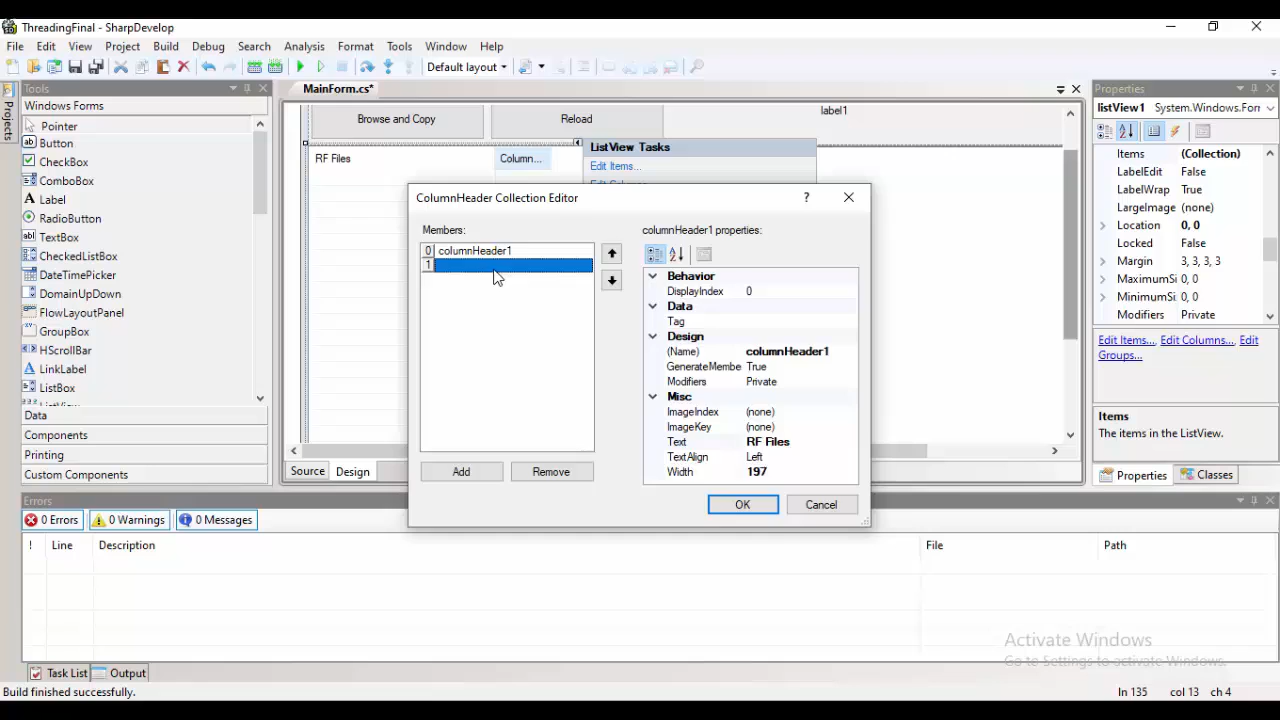 ThreadingFinal - SharpDevelop
File Edit View Project Build Debug Search Analysis Format Tools Window Help
Default layout
Tools
MainForm.cs*
Properties
Projects
Windows Forms
Pointer
Button
CheckBox
ComboBox
Label
RadioButton
TextBox
CheckedListBox
DateTimePicker
DomainUpDown
FlowLayoutPanel
GroupBox
HScrollBar
LinkLabel
ListBox
Data
Components
Printing
Custom Components
Browse and Copy
Reload
label1
RF Files
Column...
ListView Tasks
Edit Items...
ColumnHeader Collection Editor
?
Members:
0 columnHeader1
1
Add
Remove
columnHeader1 properties:
Behavior
DisplayIndex 0
Data
Tag
Design
(Name) columnHeader1
GenerateMembe True
Modifiers Private
Misc
ImageIndex (none)
ImageKey (none)
Text RF Files
TextAlign Left
Width 197
OK
Cancel
Source
Design
listView1 System.Windows.Forr
Items (Collection)
LabelEdit False
LabelWrap True
LargeImage (none)
Location 0, 0
Locked False
Margin 3, 3, 3, 3
MaximumSi 0, 0
MinimumSi 0, 0
Modifiers Private
Edit Items..., Edit Columns..., Edit
Groups...
Items
The items in the ListView.
Properties
Classes
Errors
0 Errors
0 Warnings
0 Messages
! Line Description File Path
Activate Windows
Go to Settings to activate Windows.
Task List
Output
Build finished successfully.
ln 135 col 13 ch 4